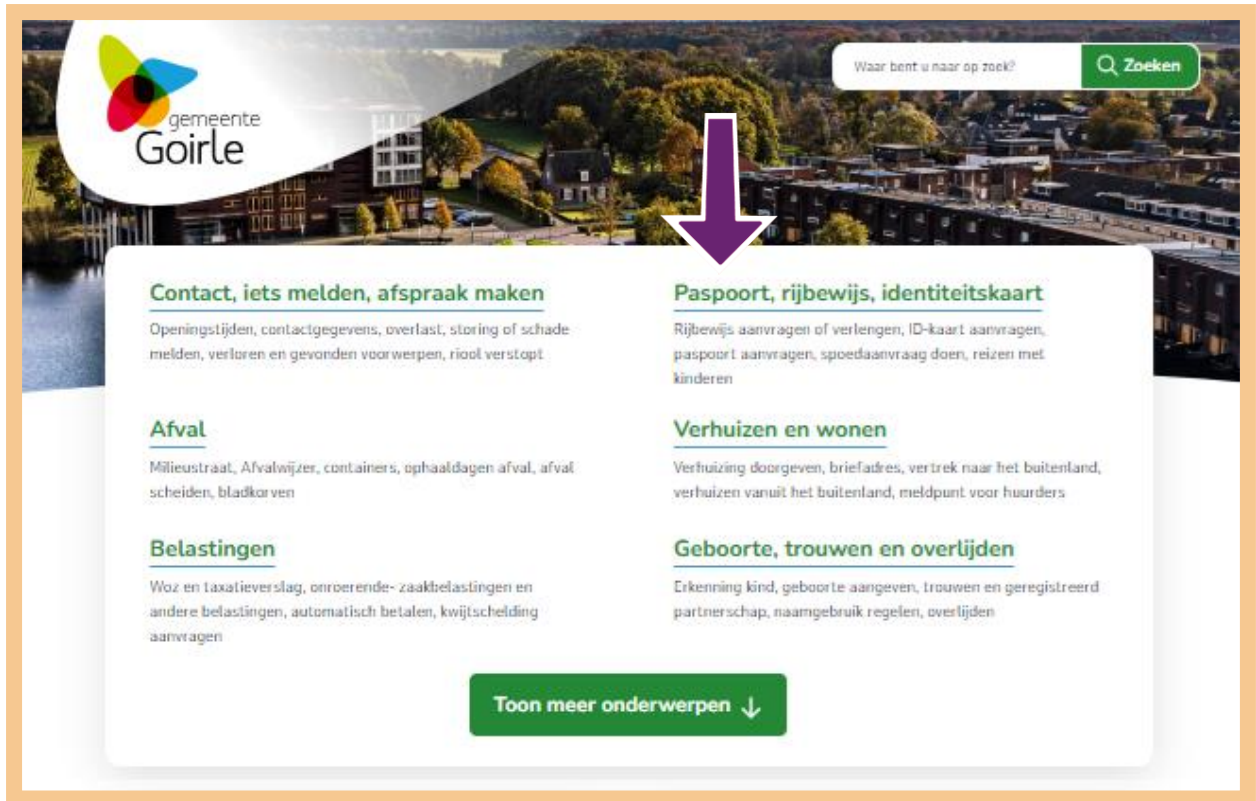 gemeente
Goirle
Waar bent u naar op zoek?
Zoeken
Contact, iets melden, afspraak maken
Openingstijden, contactgegevens, overlast, storing of schade
melden, verloren en gevonden voorwerpen, riool verstopt
Paspoort, rijbewijs, identiteitskaart
Rijbewijs aanvragen of verlengen, ID-kaart aanvragen,
paspoort aanvragen, spoedaanvraag doen, reizen met
kinderen
Afval
Milieustraat, Afvalwijzer, containers, ophaaldagen afval, afval
scheiden, bladkorven
Verhuizen en wonen
Verhuizing doorgeven, briefadres, vertrek naar het buitenland,
verhuizen vanuit het buitenland, meldpunt voor huurders
Belastingen
Woz en taxatieverslag, onroerende- zaakbelastingen en
andere belastingen, automatisch betalen, kwijtschelding
aanvragen
Geboorte, trouwen en overlijden
Erkenning kind, geboorte aangeven, trouwen en geregistreerd
partnerschap, naamgebruik regelen, overlijden
Toon meer onderwerpen